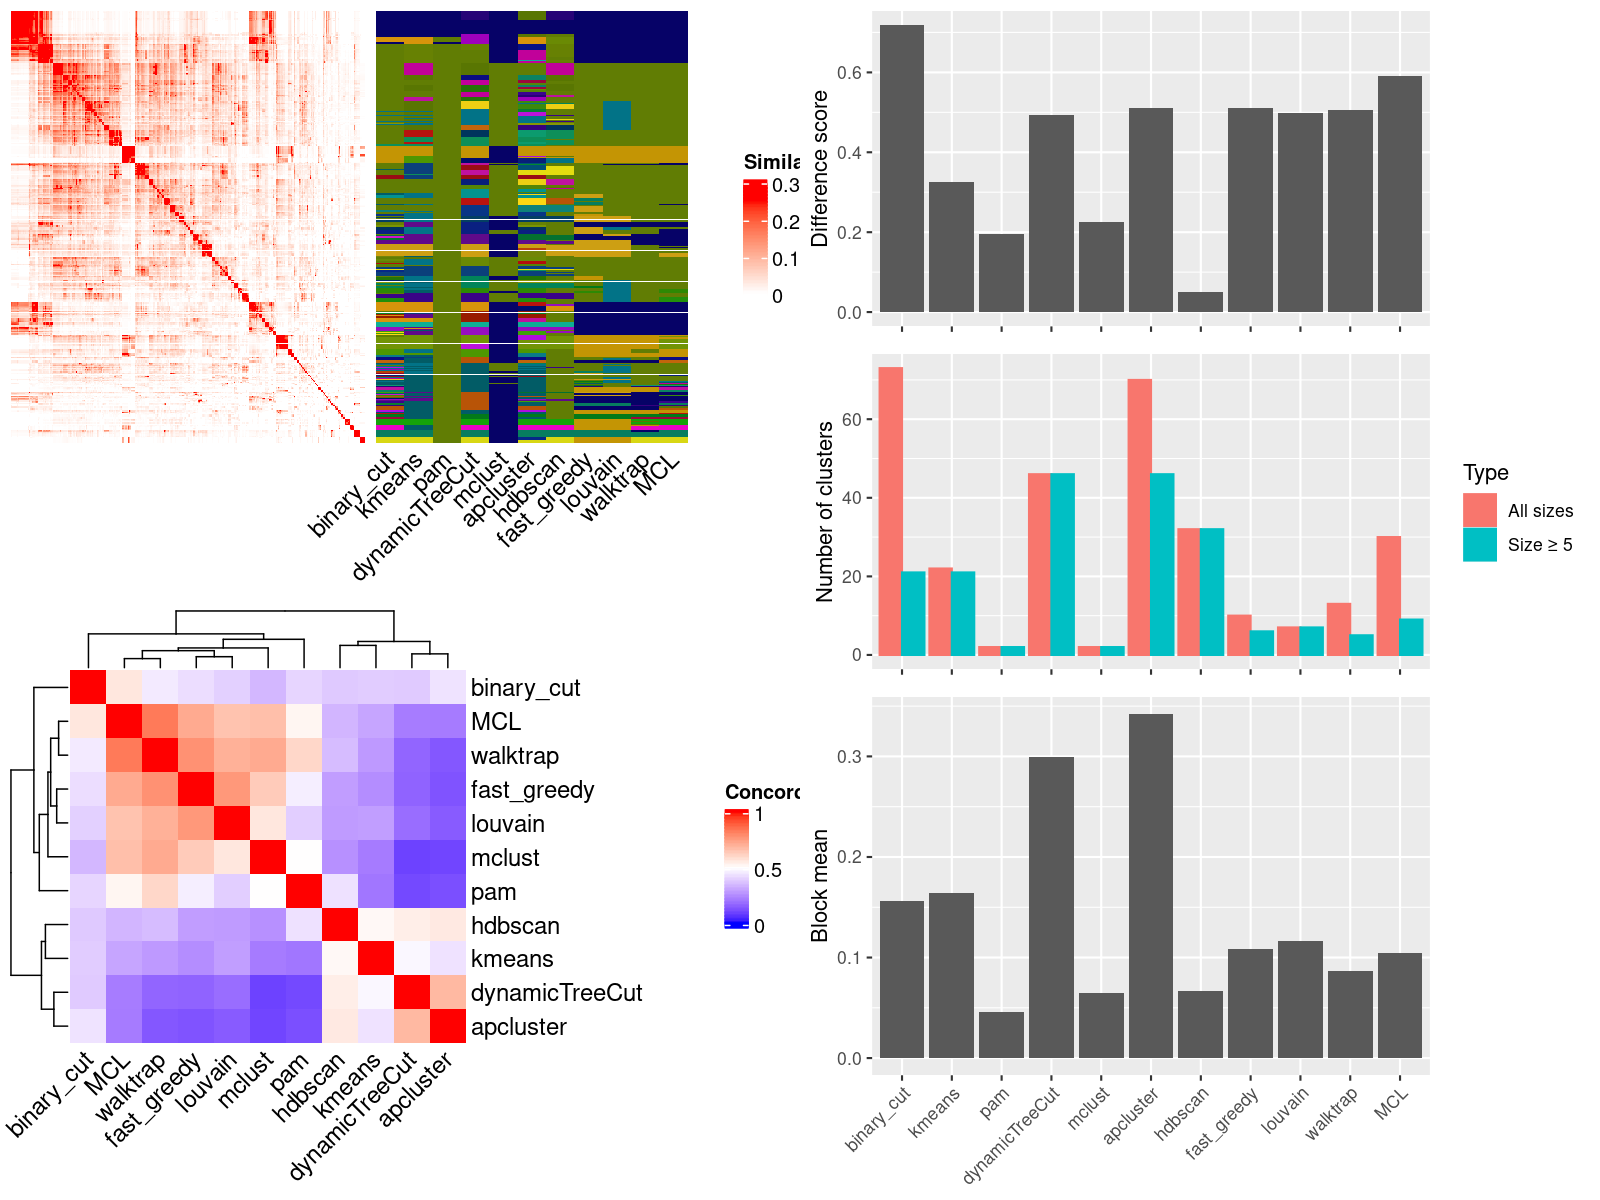 Simila
0.3
0.2
0.1
0
binary_cut
kmeans
pam
dynamicTreeCut
mclust
apcluster
hdbscan
fast_greedy
louvain
walktrap
MCL
Difference score
0.6
0.4
0.2
0.0
Number of clusters
60
40
20
0
Type
All sizes
Size ≥ 5
binary_cut
MCL
walktrap
fast_greedy
louvain
mclust
pam
hdbscan
kmeans
dynamicTreeCut
apcluster
binary_cut
MCL
walktrap
fast_greedy
louvain
mclust
pam
hdbscan
kmeans
dynamicTreeCut
apcluster
Concord
1
0.5
0
Block mean
0.3
0.2
0.1
0.0
binary_cut
kmeans
pam
dynamicTreeCut
mclust
apcluster
hdbscan
fast_greedy
louvain
walktrap
MCL